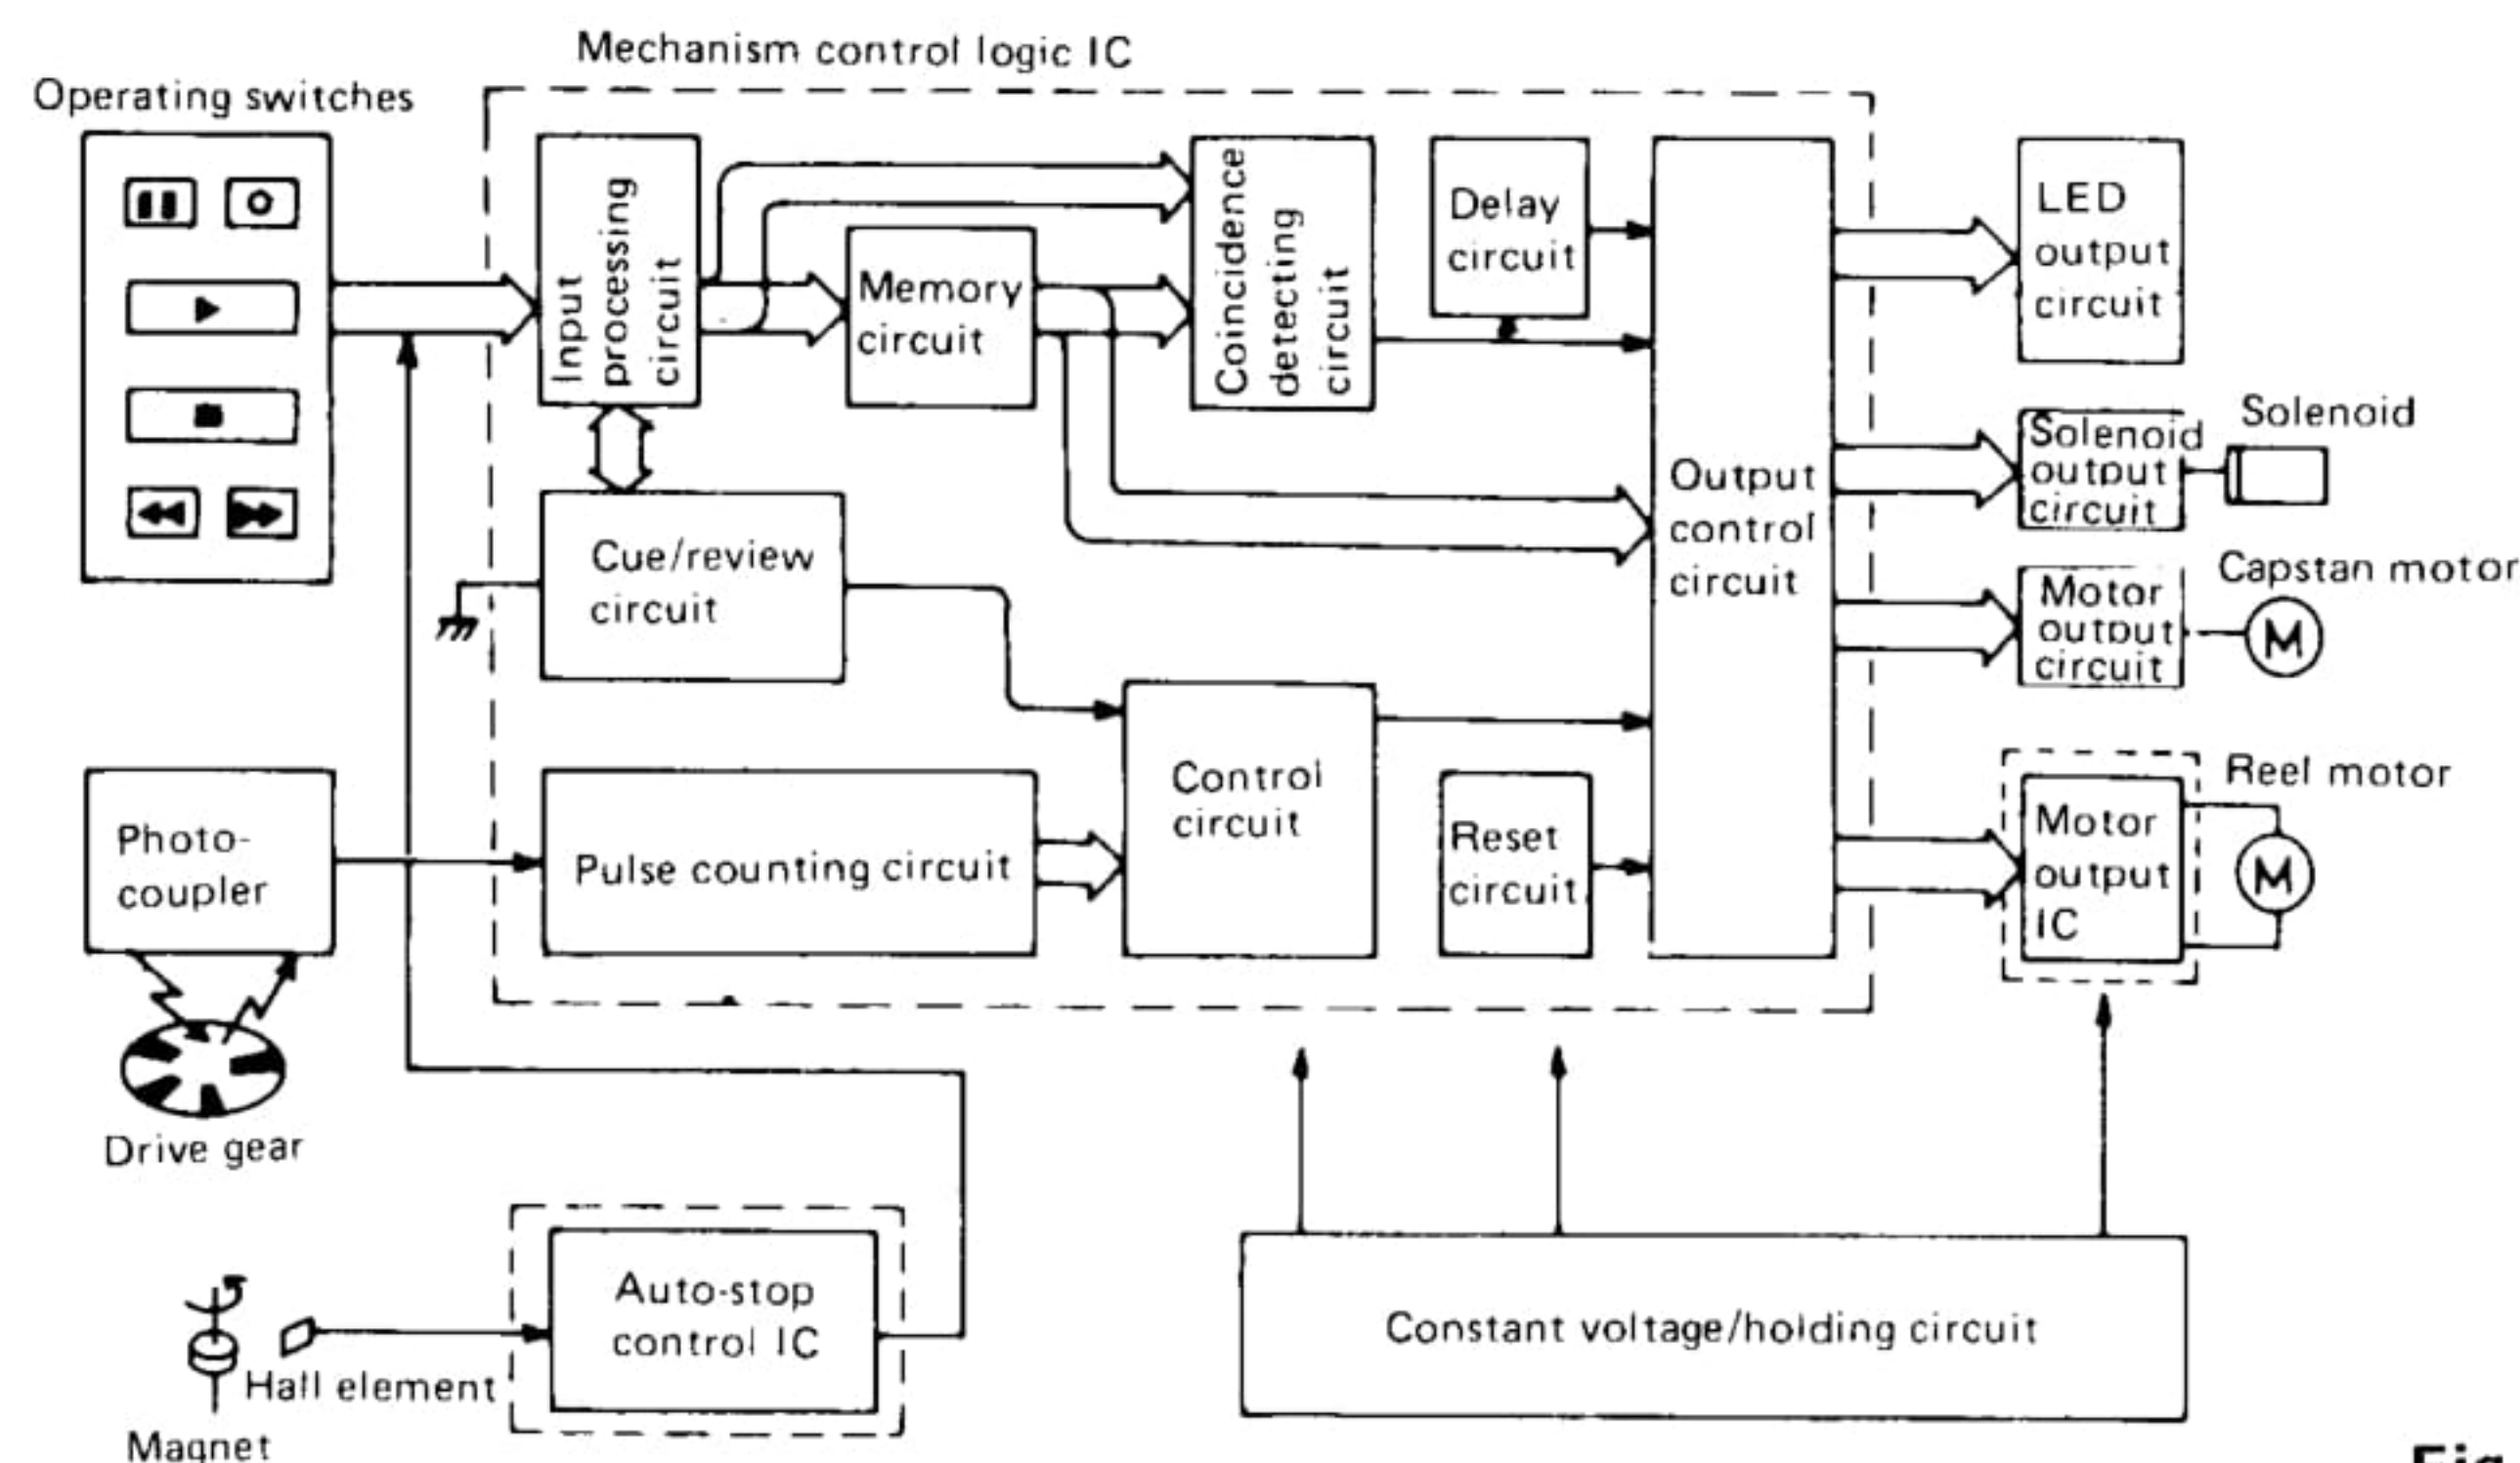 Mechanism control logic IC
Operating switches
Input
processing
circuit
Memory
circuit
Coincidence
detecting
circuit
Delay
circuit
Output
control
circuit
LED
output
circuit
Solenoid
output
circuit
Solenoid
Motor
output
circuit
Capstan motor
M
Cue/review
circuit
Photo-
coupler
Pulse counting circuit
Control
circuit
Reset
circuit
Motor
output
IC
Reel motor
M
Drive gear
Auto-stop
control IC
Hall element
Magnet
Constant voltage/holding circuit